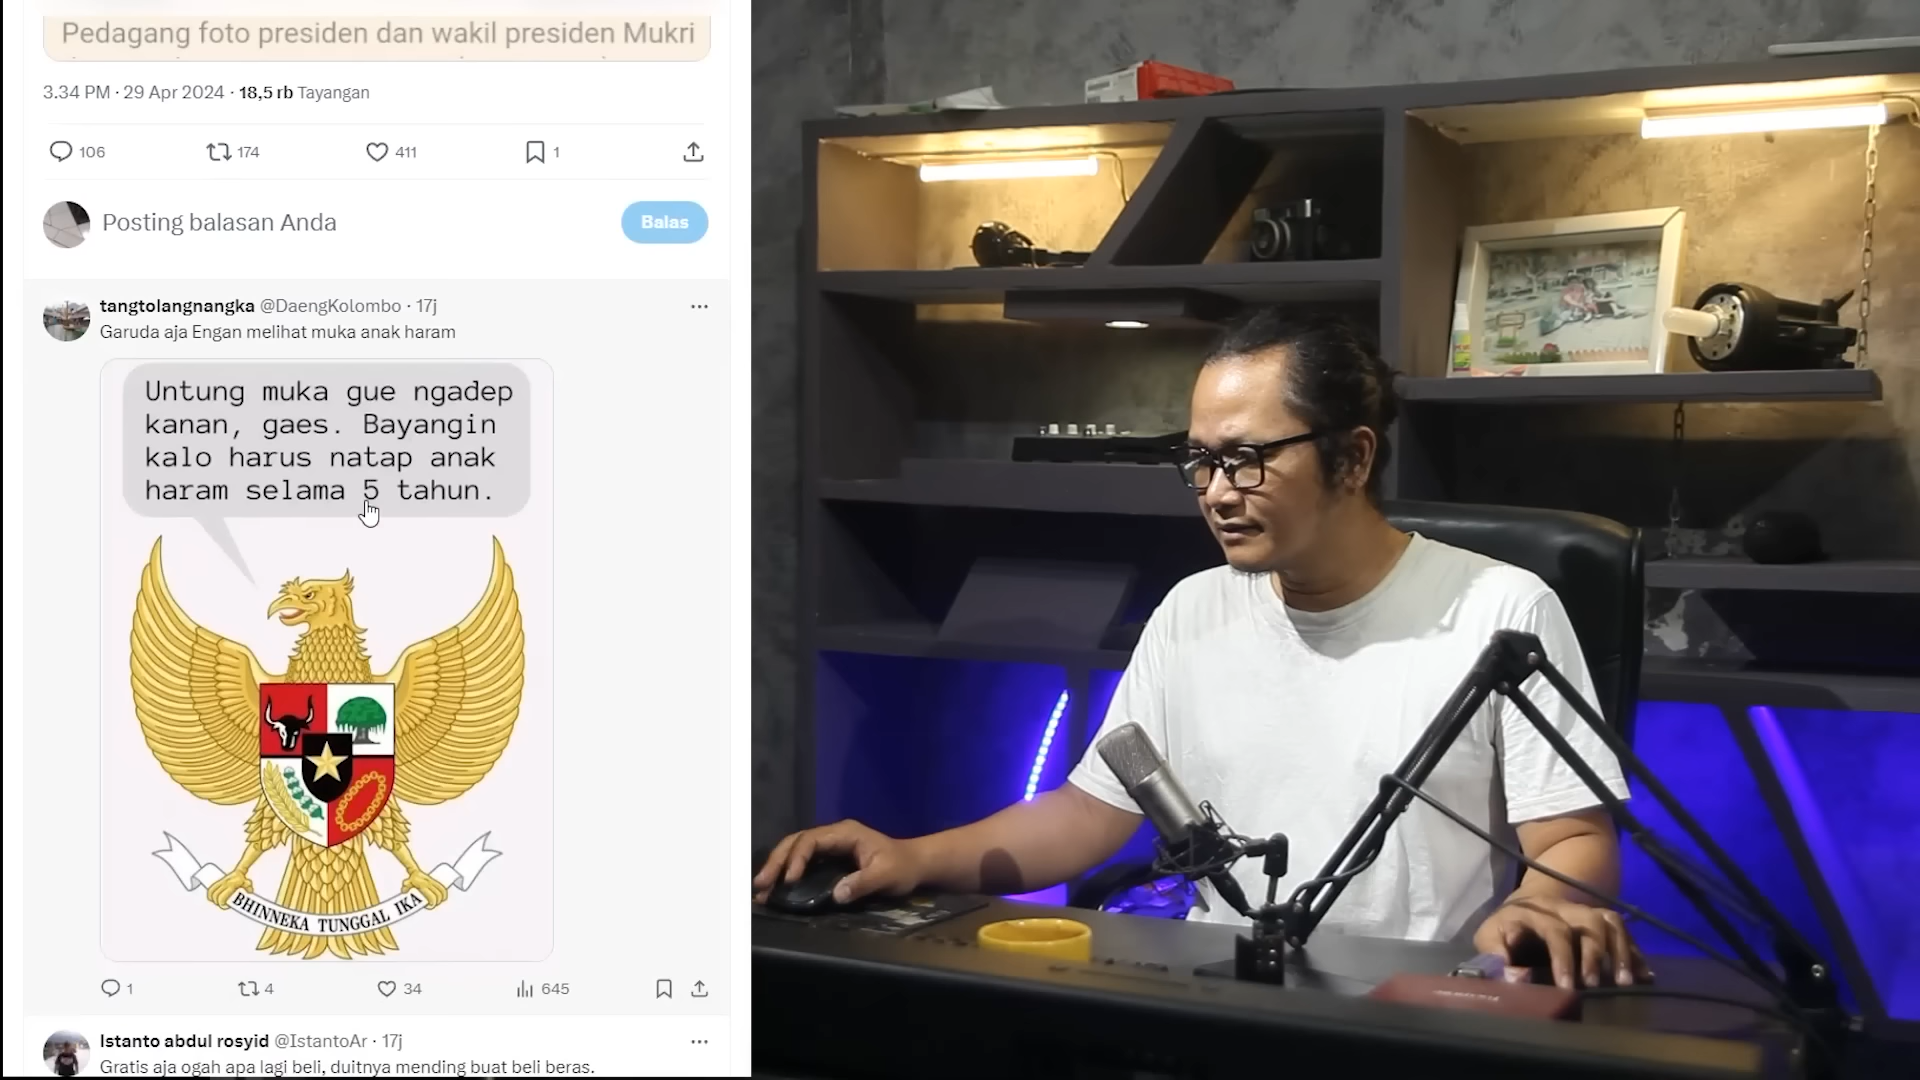 Pedagang foto presiden dan wakil presiden Mukri
3.34 PM · 29 Apr 2024 · 18,5 rb Tayangan
106 174 411 1
Posting balasan Anda Balas
tangtolangnangka @DaengKolombo · 17j
Garuda aja Engan melihat muka anak haram
Untung muka gue ngadep
kanan, gaes. Bayangin
kalo harus natap anak
haram selama 5 tahun.
BHINNEKA TUNGGAL IKA
1 4 34 645
Istanto abdul rosyid @IstantoAr · 17j
Gratis aja ogah apa lagi beli, duitnya mending buat beli beras.